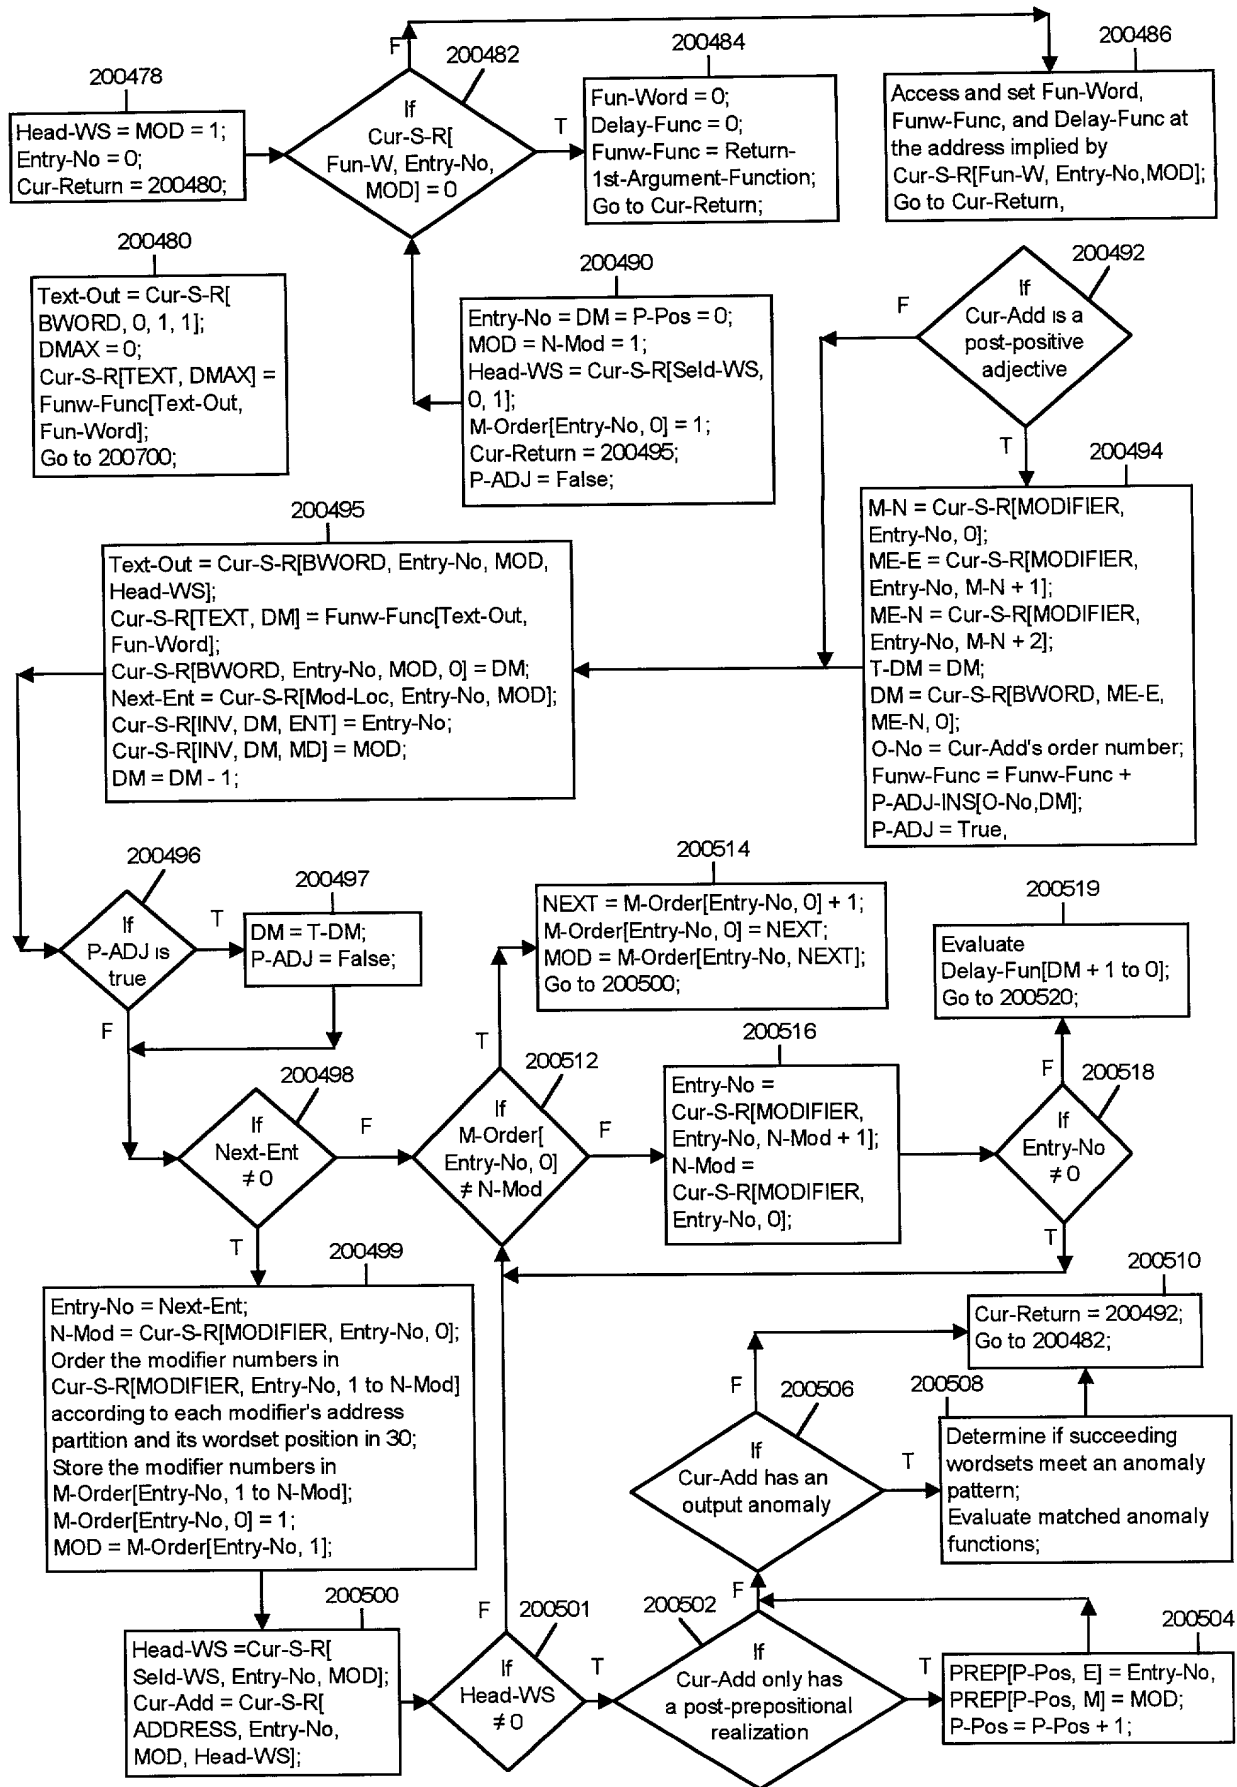 200478
Head-WS = MOD = 1;
Entry-No = 0;
Cur-Return = 200480;
F
200482
If
Cur-S-R[
Fun-W, Entry-No,
MOD] = 0
T
200484
Fun-Word = 0;
Delay-Func = 0;
Funw-Func = Return-
1st-Argument-Function;
Go to Cur-Return;
200486
Access and set Fun-Word,
Funw-Func, and Delay-Func at
the address implied by
Cur-S-R[Fun-W, Entry-No,MOD];
Go to Cur-Return,
200480
Text-Out = Cur-S-R[
BWORD, 0, 1, 1];
DMAX = 0;
Cur-S-R[TEXT, DMAX] =
Funw-Func[Text-Out,
Fun-Word];
Go to 200700;
200490
Entry-No = DM = P-Pos = 0;
MOD = N-Mod = 1;
Head-WS = Cur-S-R[Seld-WS,
0, 1];
M-Order[Entry-No, 0] = 1;
Cur-Return = 200495;
P-ADJ = False;
200492
F
If
Cur-Add is a
post-positive
adjective
T
200494
M-N = Cur-S-R[MODIFIER,
Entry-No, 0];
ME-E = Cur-S-R[MODIFIER,
Entry-No, M-N + 1];
ME-N = Cur-S-R[MODIFIER,
Entry-No, M-N + 2];
T-DM = DM;
DM = Cur-S-R[BWORD, ME-E,
ME-N, 0];
O-No = Cur-Add's order number;
Funw-Func = Funw-Func +
P-ADJ-INS[O-No,DM];
P-ADJ = True,
200495
Text-Out = Cur-S-R[BWORD, Entry-No, MOD,
Head-WS];
Cur-S-R[TEXT, DM] = Funw-Func[Text-Out,
Fun-Word];
Cur-S-R[BWORD, Entry-No, MOD, 0] = DM;
Next-Ent = Cur-S-R[Mod-Loc, Entry-No, MOD];
Cur-S-R[INV, DM, ENT] = Entry-No;
Cur-S-R[INV, DM, MD] = MOD;
DM = DM - 1;
200496
If
P-ADJ is
true
T
F
200497
DM = T-DM;
P-ADJ = False;
200514
NEXT = M-Order[Entry-No, 0] + 1;
M-Order[Entry-No, 0] = NEXT;
MOD = M-Order[Entry-No, NEXT];
Go to 200500;
200519
Evaluate
Delay-Fun[DM + 1 to 0];
Go to 200520;
200498
If
Next-Ent
≠ 0
F
T
200512
T
If
M-Order[
Entry-No, 0]
≠ N-Mod
F
200516
Entry-No =
Cur-S-R[MODIFIER,
Entry-No, N-Mod + 1];
N-Mod =
Cur-S-R[MODIFIER,
Entry-No, 0];
200518
F
If
Entry-No
≠ 0
T
200499
Entry-No = Next-Ent;
N-Mod = Cur-S-R[MODIFIER, Entry-No, 0];
Order the modifier numbers in
Cur-S-R[MODIFIER, Entry-No, 1 to N-Mod]
according to each modifier's address
partition and its wordset position in 30;
Store the modifier numbers in
M-Order[Entry-No, 1 to N-Mod];
M-Order[Entry-No, 0] = 1;
MOD = M-Order[Entry-No, 1];
200510
Cur-Return = 200492;
Go to 200482;
200506
F
If
Cur-Add has an
output anomaly
T
F
200508
Determine if succeeding
wordsets meet an anomaly
pattern;
Evaluate matched anomaly
functions;
200500
Head-WS =Cur-S-R[
Seld-WS, Entry-No, MOD];
Cur-Add = Cur-S-R[
ADDRESS, Entry-No,
MOD, Head-WS];
200501
F
If
Head-WS
≠ 0
T
200502
If
Cur-Add only has
a post-prepositional
realization
T
200504
PREP[P-Pos, E] = Entry-No,
PREP[P-Pos, M] = MOD;
P-Pos = P-Pos + 1;